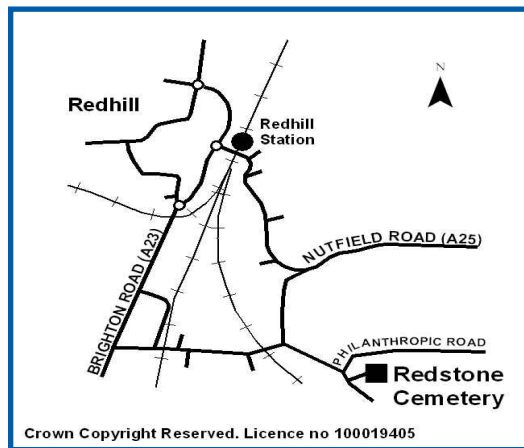 N
Redhill
Redhill
Station
NUTFIELD ROAD (A25)
BRIGHTON ROAD (A23)
PHILANTHROPIC ROAD
Redstone
Cemetery
Crown Copyright Reserved. Licence no 100019405